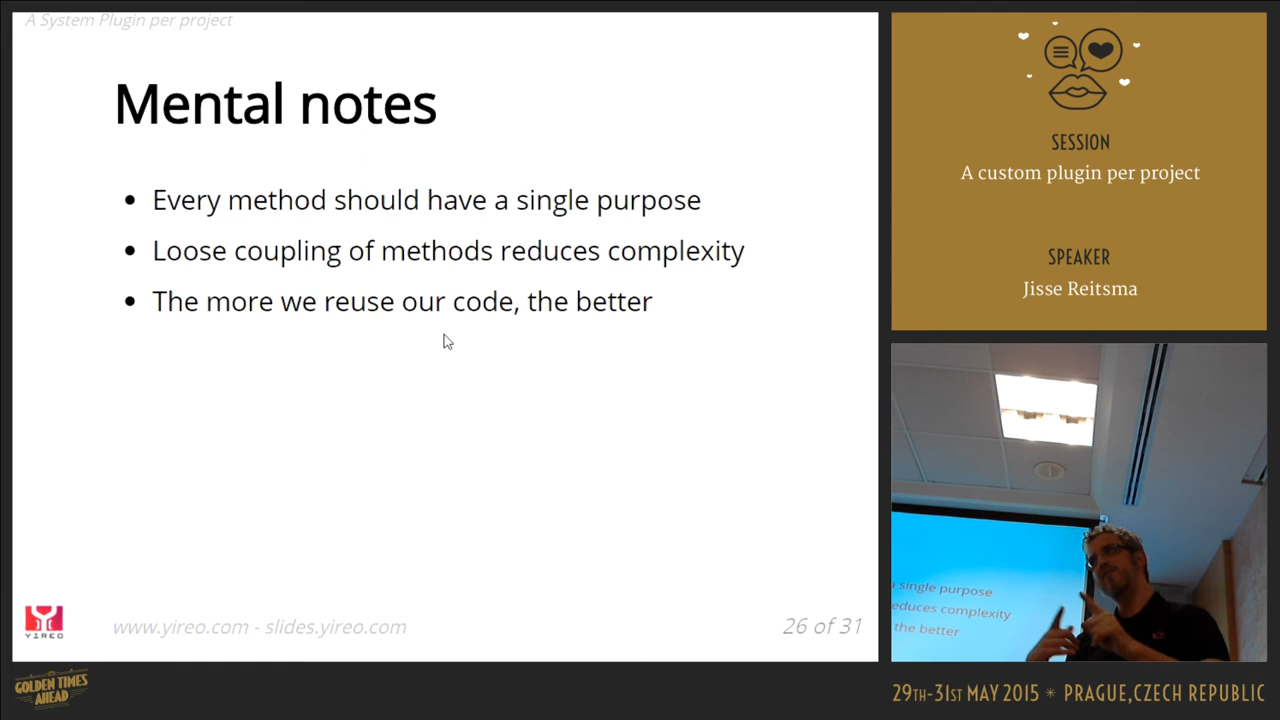 A System Plugin per project
Mental notes
Every method should have a single purpose
Loose coupling of methods reduces complexity
The more we reuse our code, the better
YIREO
www.yireo.com - slides.yireo.com
26 of 31
SESSION
A custom plugin per project
SPEAKER
Jisse Reitsma
single purpose
educes complexity
the better
GOLDEN TIMES
AHEAD
29TH-31ST MAY 2015 * PRAGUE,CZECH REPUBLIC